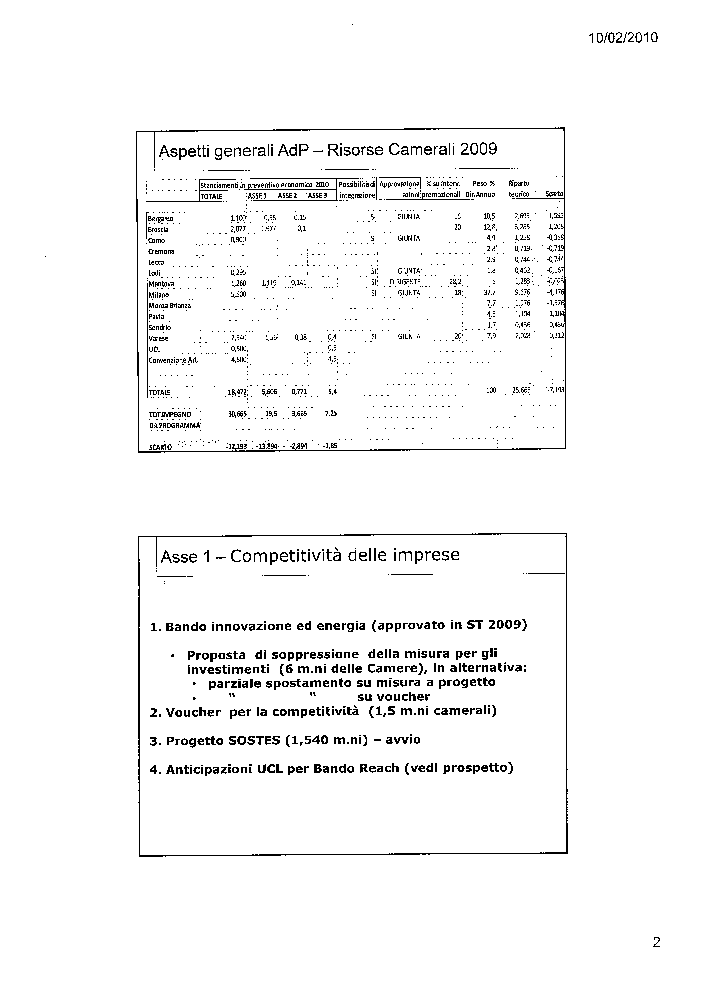 10/02/2010
Aspetti generali AdP – Risorse Camerali 2009
Stanziamenti in preventivo economico 2010 Possibilità di Approvazione % su interv. Peso % Riparto
TOTALE ASSE 1 ASSE 2 ASSE 3 integrazione azioni promozionali Dir.Annuo teorico Scarto
Bergamo 1,100 0,95 0,15 SI GIUNTA 15 10,5 2,695 -1,595
Brescia 2,077 1,977 0,1 20 12,8 3,285 -1,208
Como 0,900 SI GIUNTA 4,9 1,258 -0,358
Cremona 2,8 0,719 -0,719
Lecco 2,9 0,744 -0,744
Lodi 0,295 SI GIUNTA 1,8 0,462 -0,167
Mantova 1,260 1,119 0,141 SI DIRIGENTE 28,2 5 1,283 -0,023
Milano 5,500 SI GIUNTA 18 37,7 9,676 -4,176
Monza Brianza 7,7 1,976 -1,976
Pavia 4,3 1,104 -1,104
Sondrio 1,7 0,436 -0,436
Varese 2,340 1,56 0,38 0,4 SI GIUNTA 20 7,9 2,028 0,312
UCL 0,500 0,5
Convenzione Art. 4,500 4,5
TOTALE 18,472 5,606 0,771 5,4 100 25,665 -7,193
TOT.IMPEGNO 30,665 19,5 3,665 7,25
DA PROGRAMMA
SCARTO -12,193 -13,894 -2,894 -1,85
Asse 1 – Competitività delle imprese
1. Bando innovazione ed energia (approvato in ST 2009)
• Proposta di soppressione della misura per gli
investimenti (6 m.ni delle Camere), in alternativa:
• parziale spostamento su misura a progetto
• “ “ su voucher
2. Voucher per la competitività (1,5 m.ni camerali)
3. Progetto SOSTES (1,540 m.ni) – avvio
4. Anticipazioni UCL per Bando Reach (vedi prospetto)
2